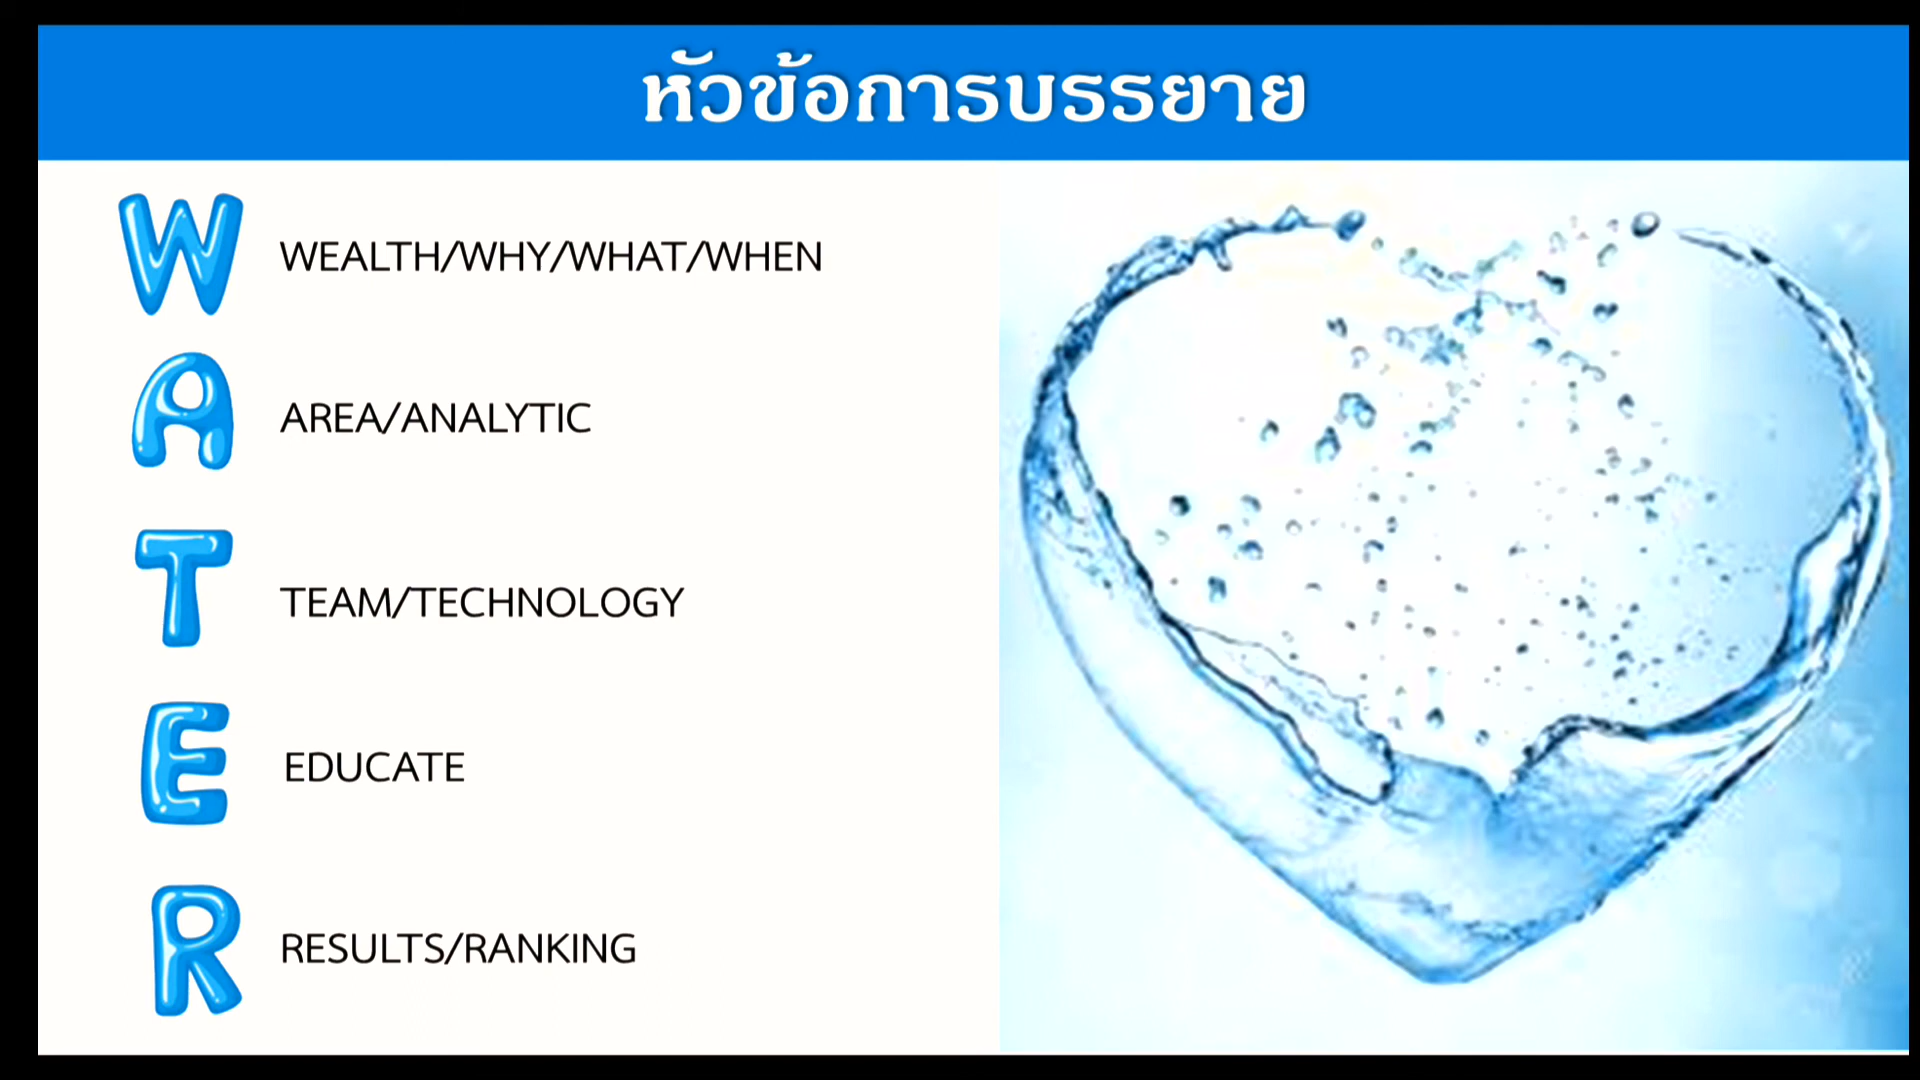 หัวข้อการบรรยาย
W WEALTH/WHY/WHAT/WHEN
A AREA/ANALYTIC
T TEAM/TECHNOLOGY
E EDUCATE
R RESULTS/RANKING